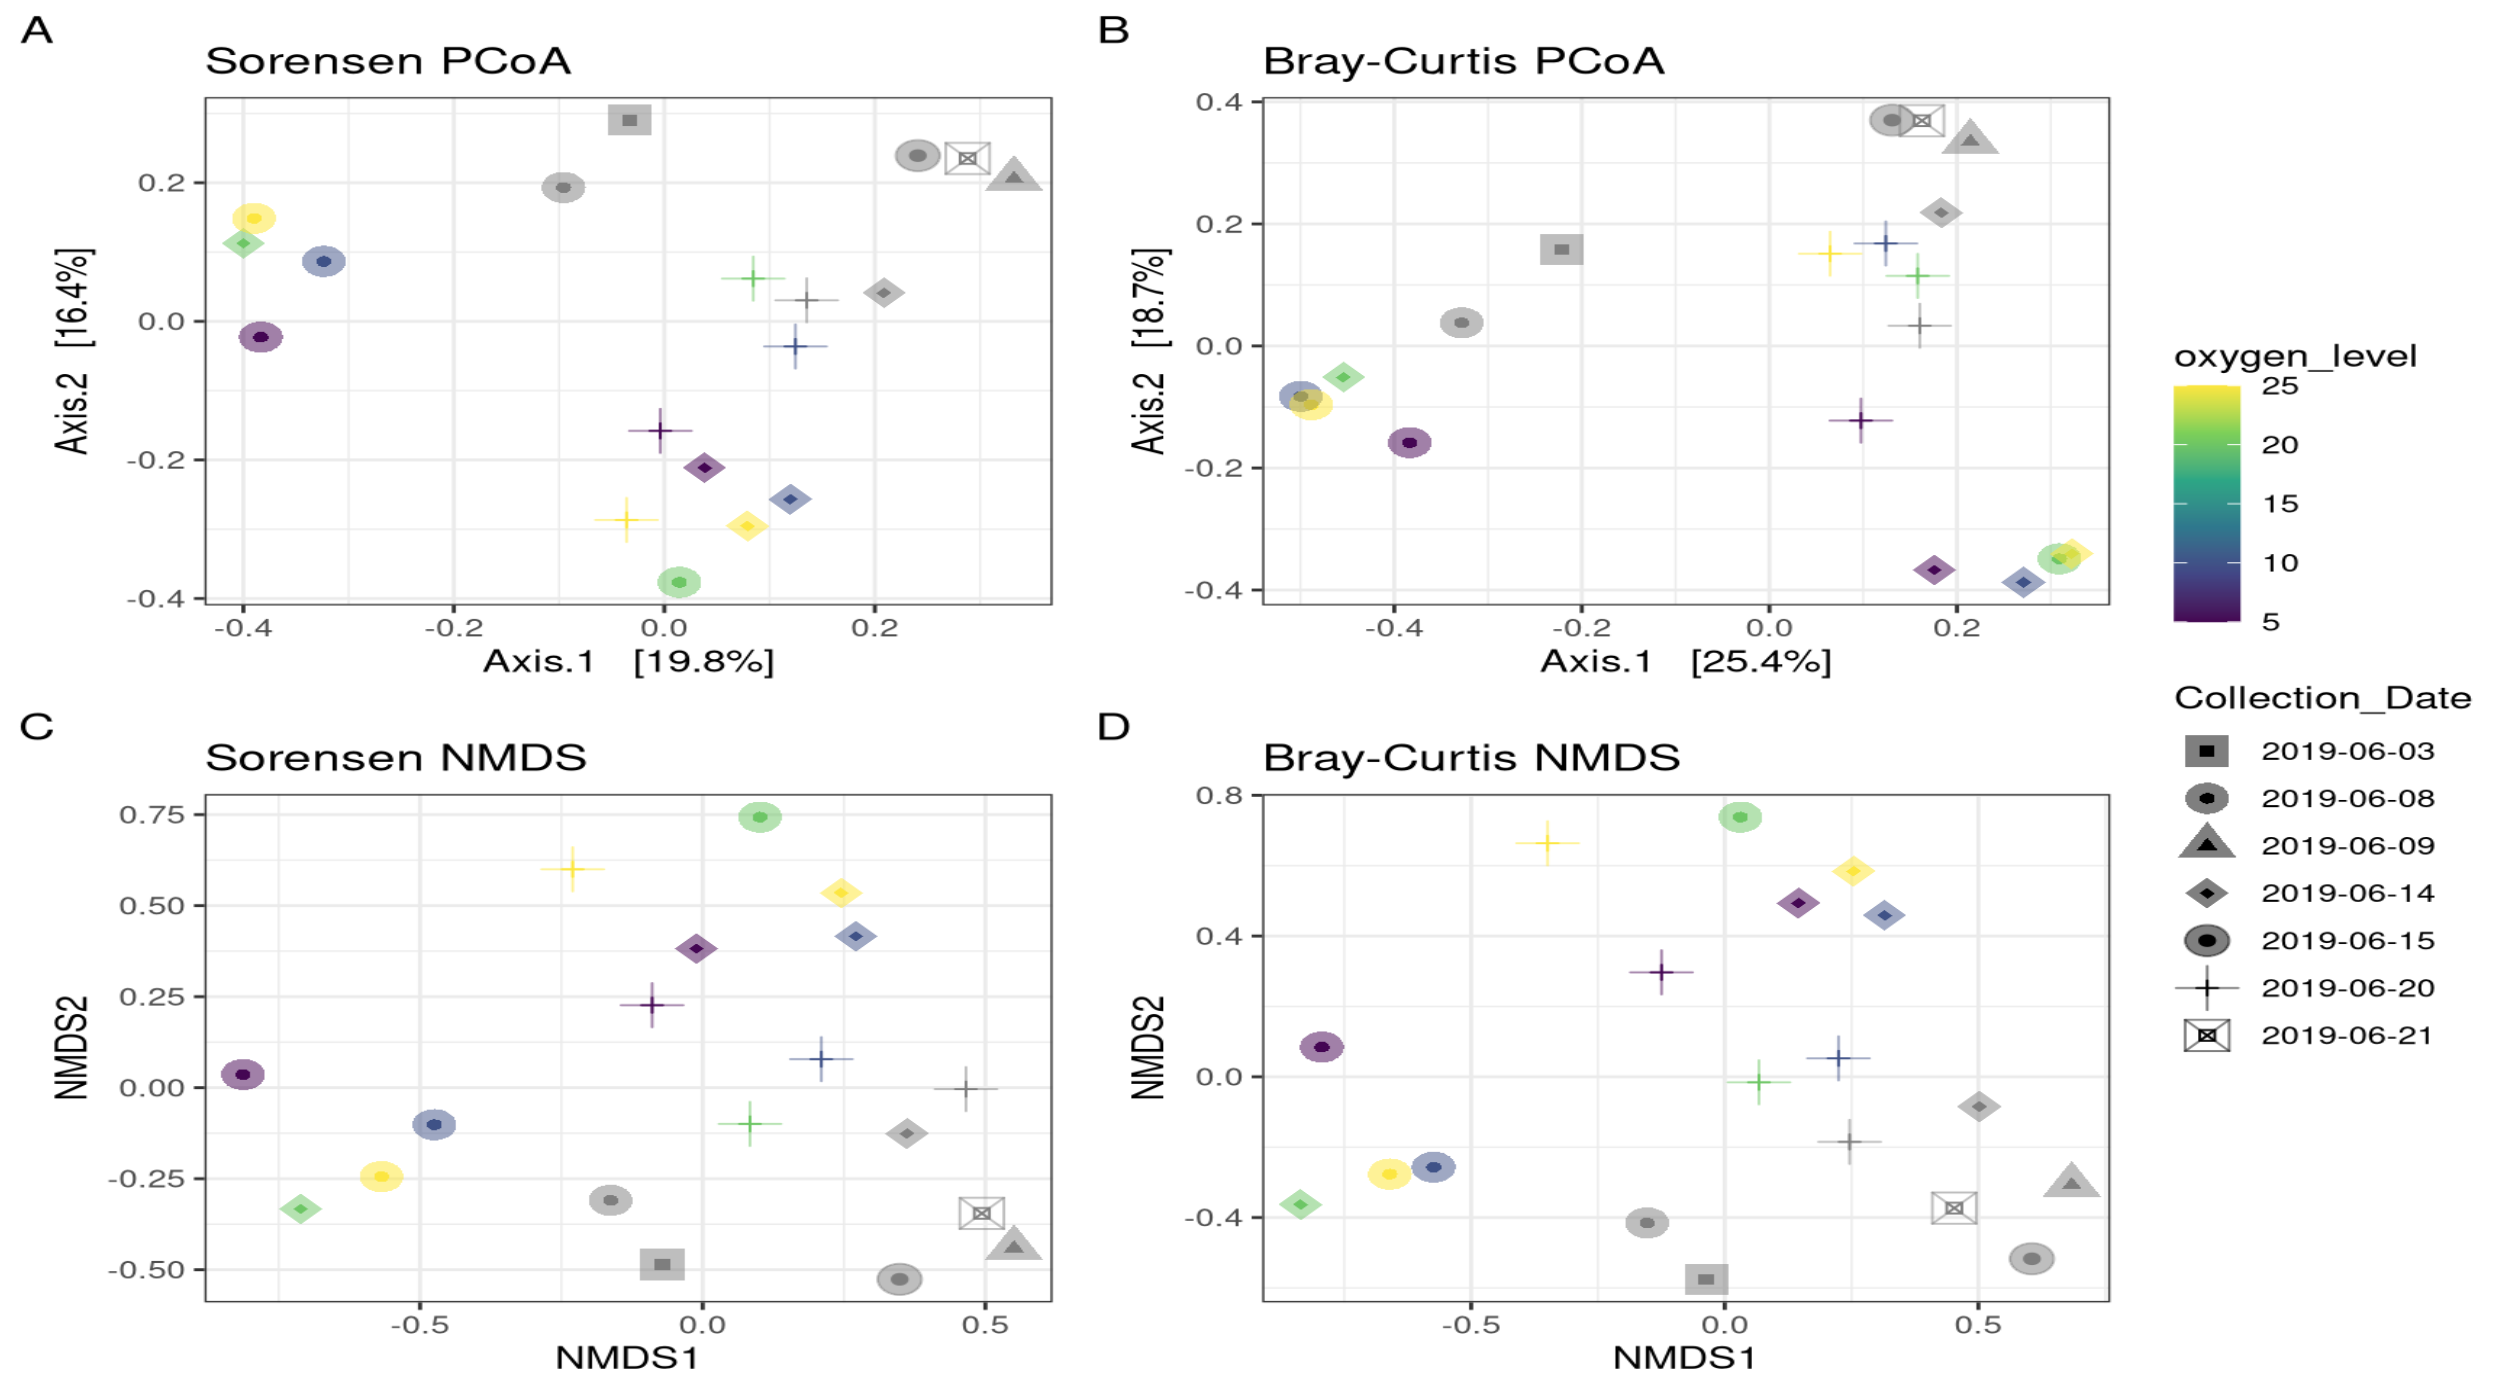 A
Sorensen PCoA
0.2
0.0
-0.2
-0.4
Axis.2 [16.4%]
-0.4 -0.2 0.0 0.2
Axis.1 [19.8%]
B
Bray-Curtis PCoA
0.4
0.2
0.0
-0.2
-0.4
Axis.2 [18.7%]
-0.4 -0.2 0.0 0.2
Axis.1 [25.4%]
C
Sorensen NMDS
0.75
0.50
0.25
0.00
-0.25
-0.50
NMDS2
-0.5 0.0 0.5
NMDS1
D
Bray-Curtis NMDS
0.8
0.4
0.0
-0.4
NMDS2
-0.5 0.0 0.5
NMDS1
oxygen_level
25
20
15
10
5
Collection_Date
2019-06-03
2019-06-08
2019-06-09
2019-06-14
2019-06-15
2019-06-20
2019-06-21